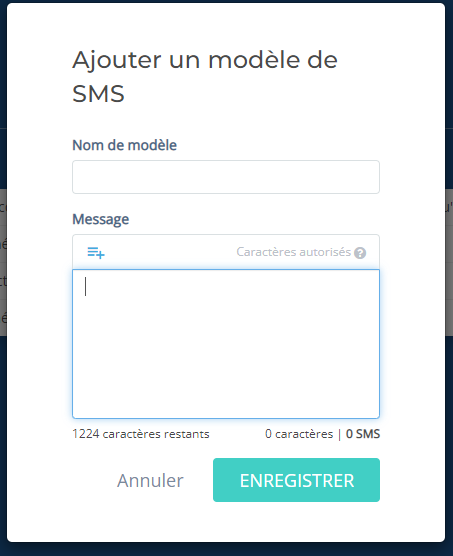 Ajouter un modèle de
SMS
Nom de modèle
Message
Caractères autorisés ?
1224 caractères restants
0 caractères | 0 SMS
Annuler
ENREGISTRER